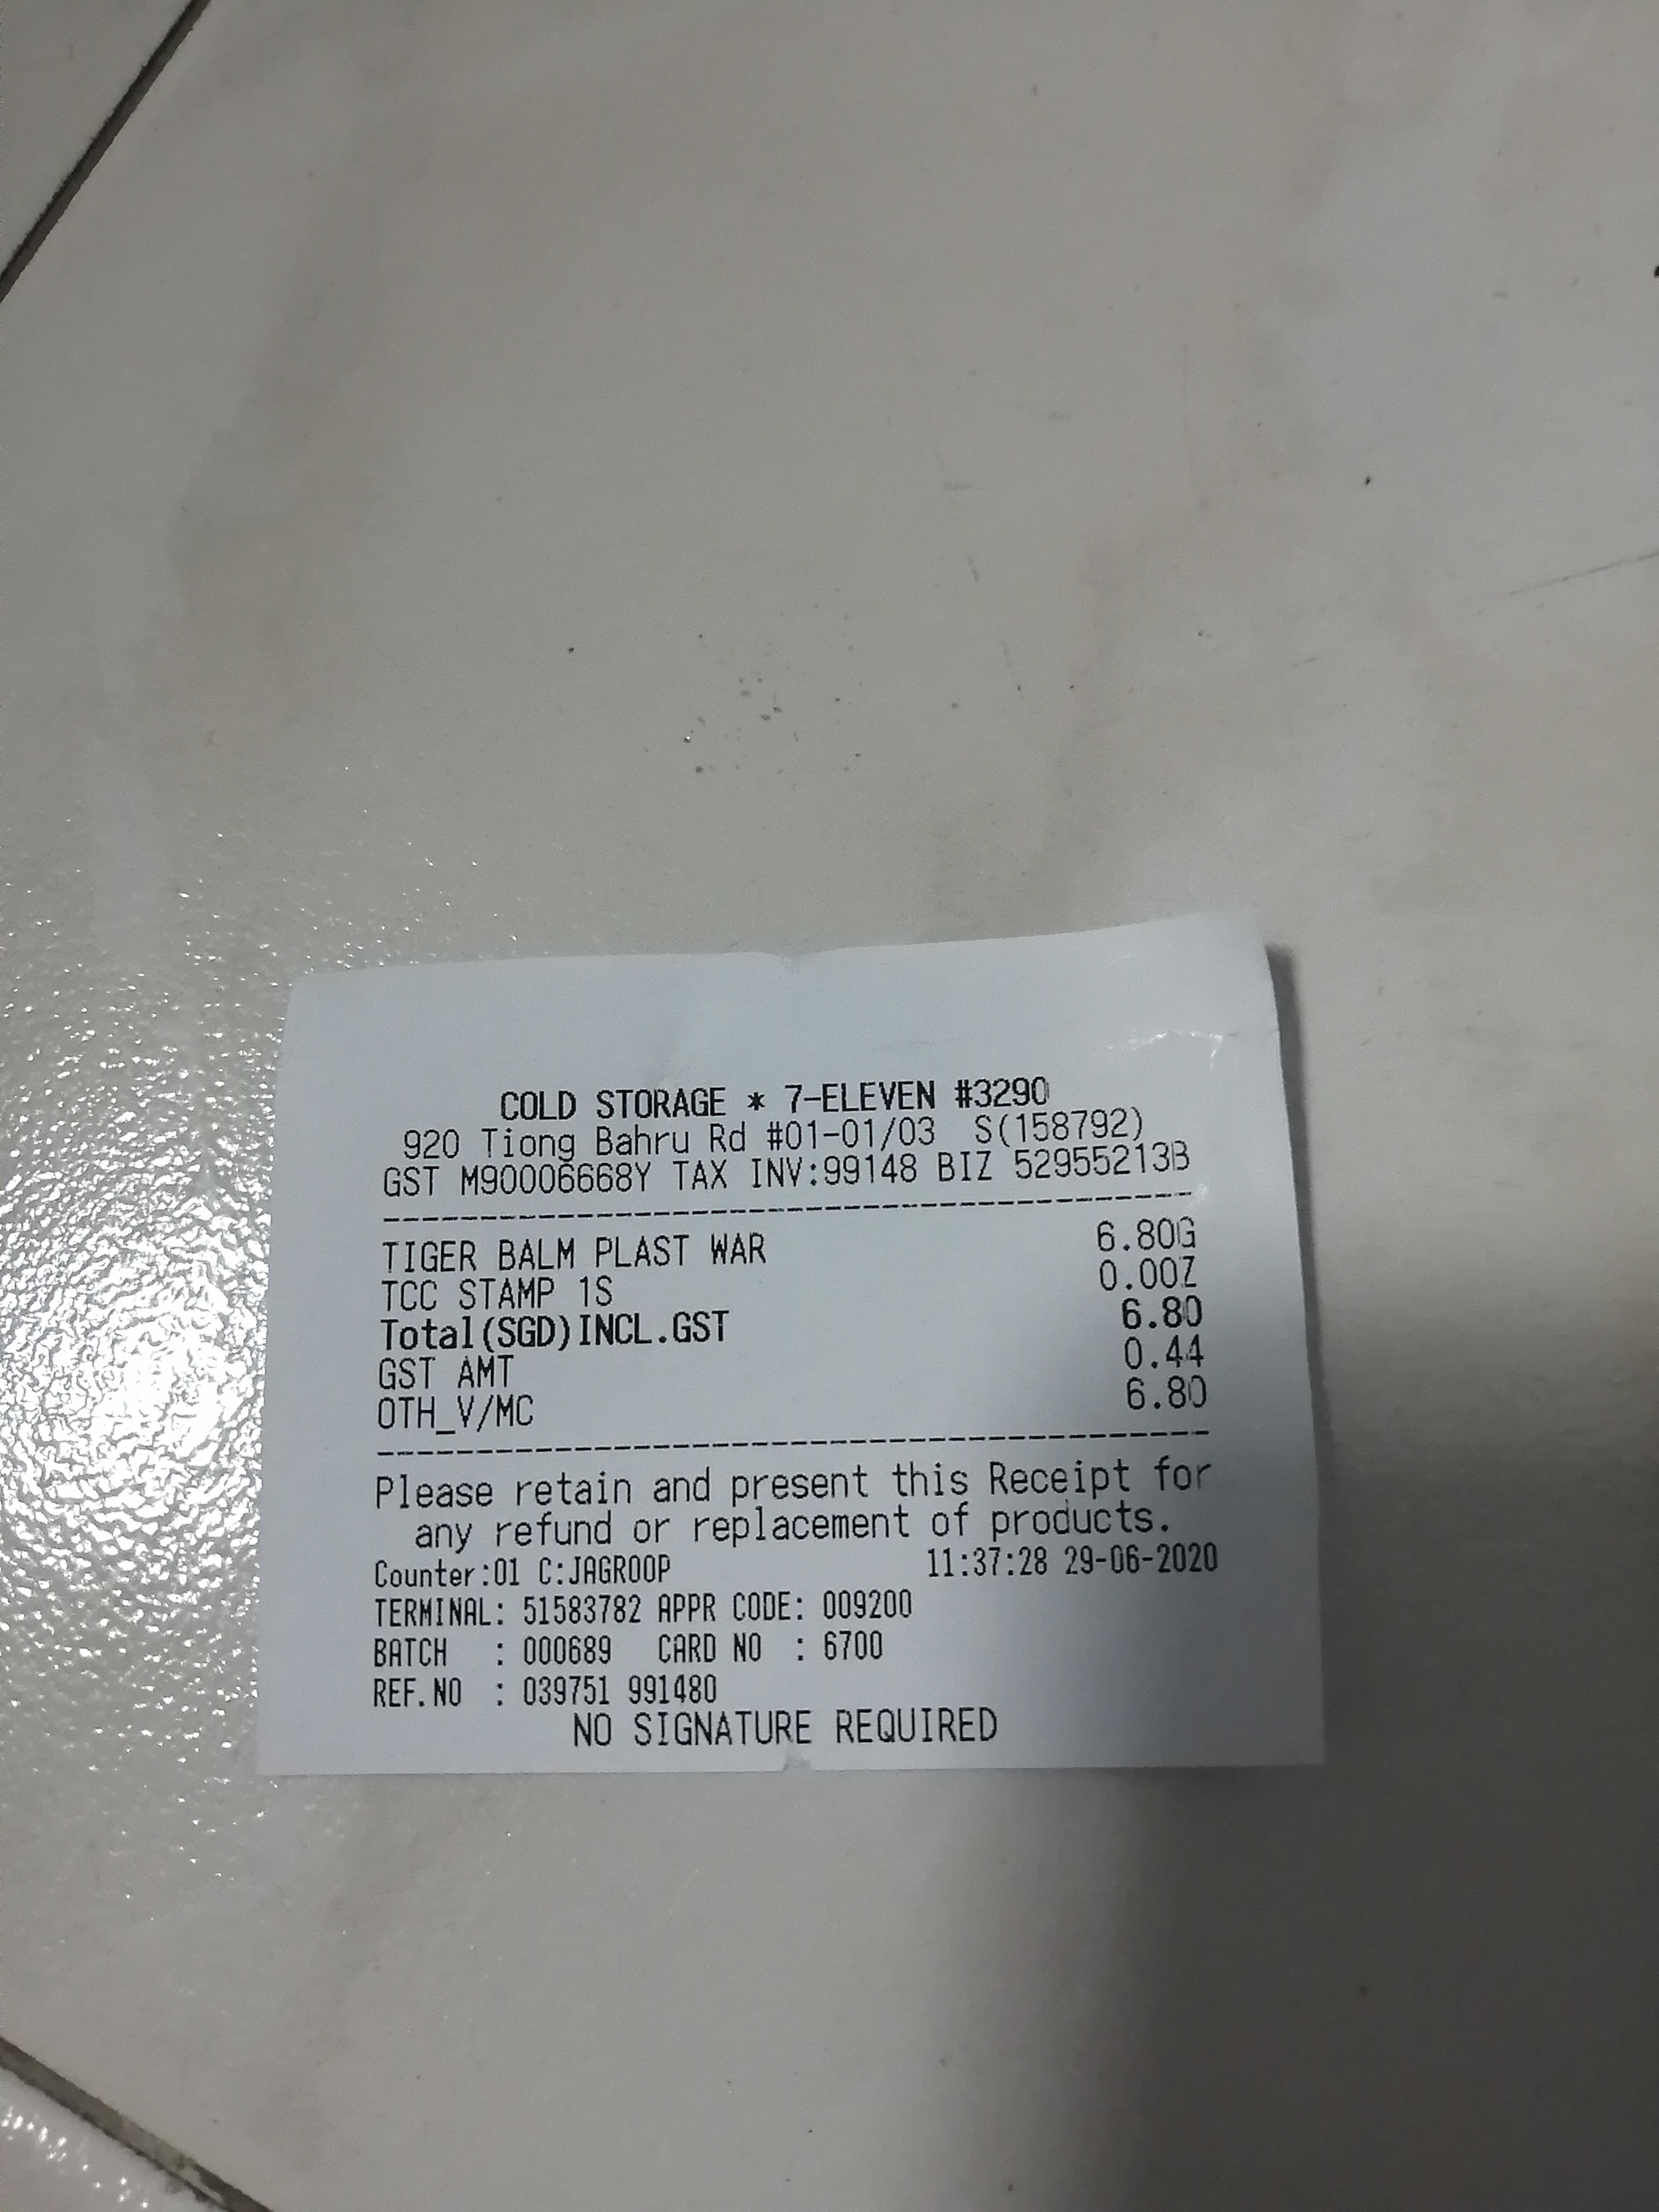 COLD STORAGE * 7-ELEVEN #3290
920 Tiong Bahru Rd #01-01/03 S(158792)
GST M90006668Y TAX INV:99148 BIZ 52955213B
TIGER BALM PLAST WAR 6.80G
TCC STAMP 1S 0.00Z
Total(SGD)INCL.GST 6.80
GST AMT 0.44
OTH_V/MC 6.80
Please retain and present this Receipt for
any refund or replacement of products.
Counter:01 C:JAGROOP 11:37:28 29-06-2020
TERMINAL: 51583782 APPR CODE: 009200
BATCH : 000689 CARD NO : 6700
REF.NO : 039751 991480
NO SIGNATURE REQUIRED